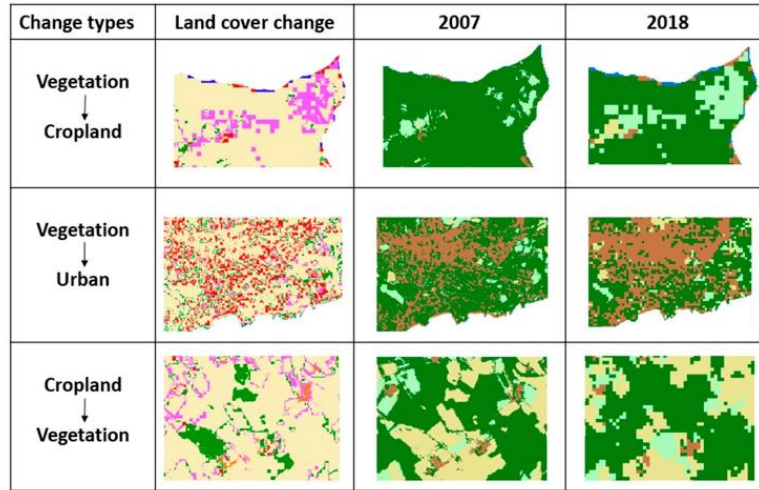 Change types
Land cover change
2007
2018
Vegetation
Cropland
Vegetation
Urban
Cropland
Vegetation